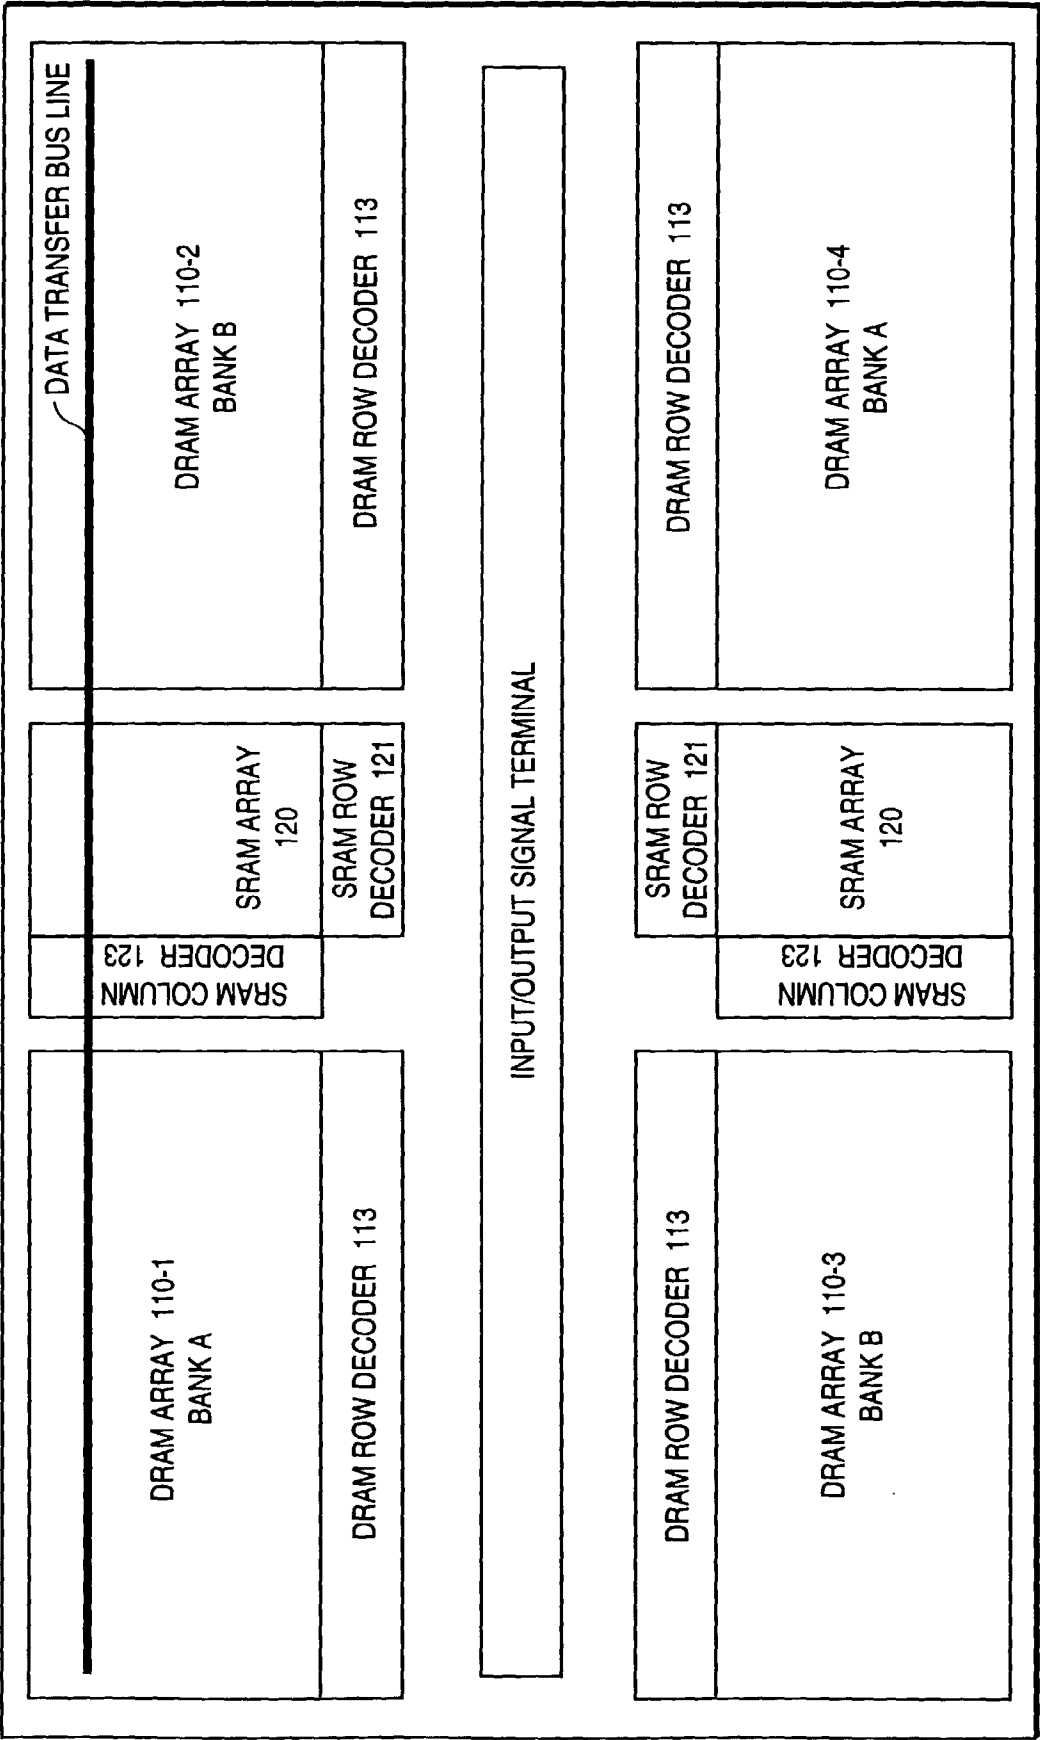 DATA TRANSFER BUS LINE
DRAM ARRAY 110-1
BANK A
DRAM ROW DECODER 113
SRAM COLUMN
DECODER 123
SRAM ARRAY
120
SRAM ROW
DECODER 121
DRAM ARRAY 110-2
BANK B
DRAM ROW DECODER 113
INPUT/OUTPUT SIGNAL TERMINAL
DRAM ROW DECODER 113
DRAM ARRAY 110-3
BANK B
SRAM COLUMN
DECODER 123
SRAM ROW
DECODER 121
SRAM ARRAY
120
DRAM ROW DECODER 113
DRAM ARRAY 110-4
BANK A